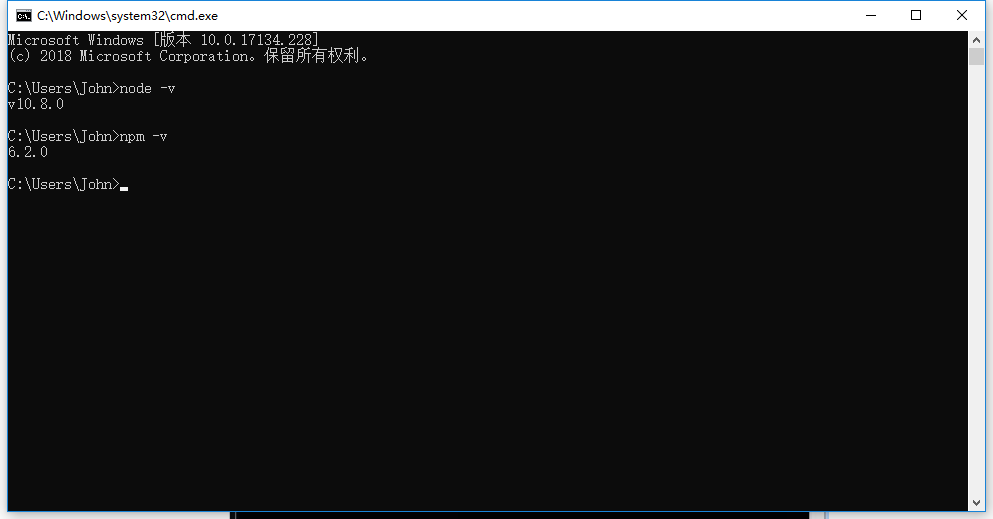 C:\Windows\system32\cmd.exe
Microsoft Windows [版本 10.0.17134.228]
(c) 2018 Microsoft Corporation。保留所有权利。
C:\Users\John>node -v
v10.8.0
C:\Users\John>npm -v
6.2.0
C:\Users\John>